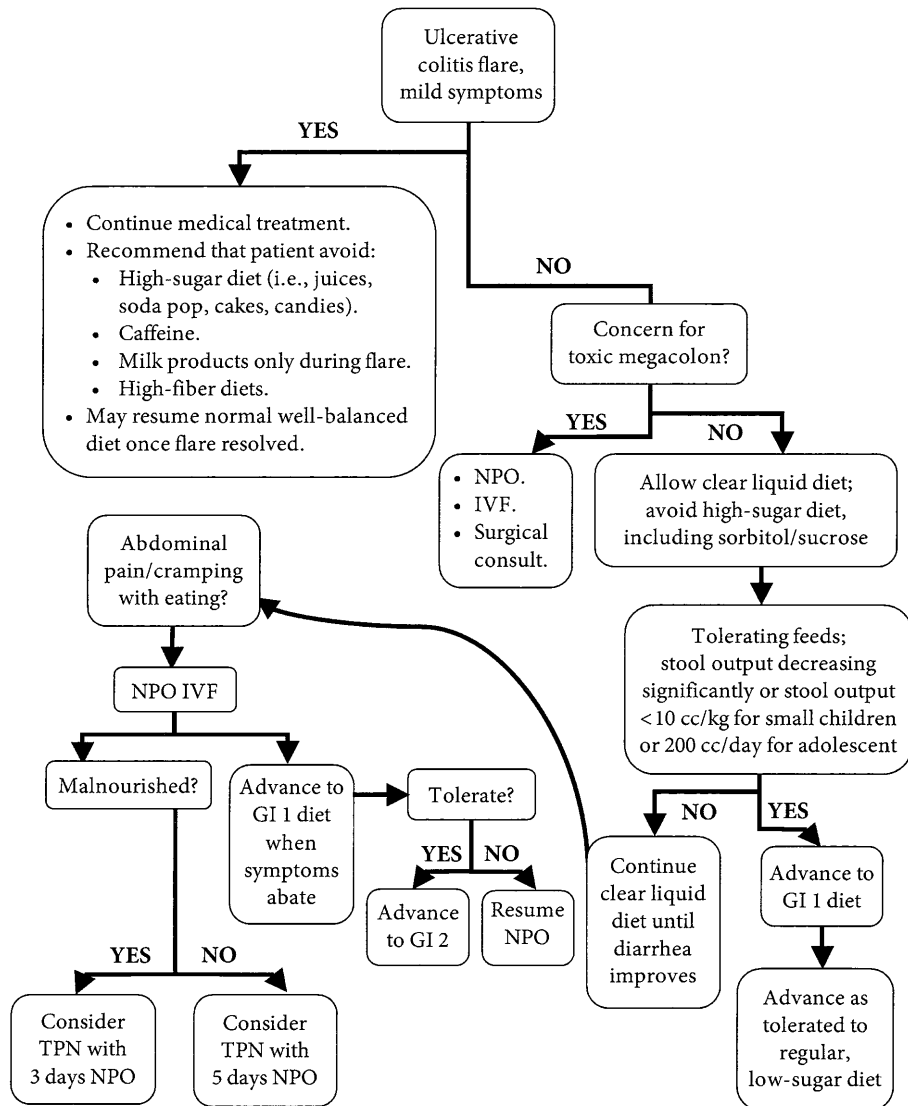 Ulcerative
colitis flare,
mild symptoms
YES
NO
• Continue medical treatment.
• Recommend that patient avoid:
• High-sugar diet (i.e., juices,
soda pop, cakes, candies).
• Caffeine.
• Milk products only during flare.
• High-fiber diets.
• May resume normal well-balanced
diet once flare resolved.
Concern for
toxic megacolon?
YES
NO
• NPO.
• IVF.
• Surgical
consult.
Allow clear liquid diet;
avoid high-sugar diet,
including sorbitol/sucrose
Tolerating feeds;
stool output decreasing
significantly or stool output
<10 cc/kg for small children
or 200 cc/day for adolescent
NO
YES
Continue
clear liquid
diet until
diarrhea
improves
Advance to
GI 1 diet
Advance as
tolerated to
regular,
low-sugar diet
Abdominal
pain/cramping
with eating?
NPO IVF
Malnourished?
Advance to
GI 1 diet
when
symptoms
abate
Tolerate?
YES
NO
Advance
to GI 2
Resume
NPO
YES
NO
Consider
TPN with
3 days NPO
Consider
TPN with
5 days NPO